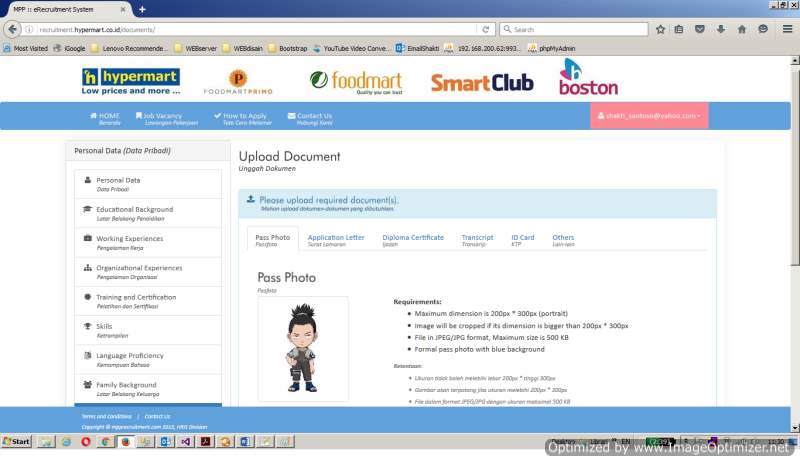 MPP :: eRecruitment System
recruitment.hypermart.co.id/documents/
Search
Most Visited iGoogle Lenovo Recommende... WEBserver WEBdisain Bootstrap YouTube Video Conve... EmailShakti 192.168.200.62:993... phpMyAdmin
hypermart
Low prices and more ...
FOODMARTPRIMO
foodmart
Quality you can trust
SmartClub
boston
HOME
Beranda
Job Vacancy
Lowongan Pekerjaan
How to Apply
Tata Cara Melamar
Contact Us
Hubungi Kami
shakti_santoso@yahoo.com
Personal Data (Data Pribadi)
Personal Data
Data Pribadi
Educational Background
Latar Belakang Pendidikan
Working Experiences
Pengalaman Kerja
Organizational Experiences
Pengalaman Organisasi
Training and Certification
Pelatihan dan Sertifikasi
Skills
Ketrampilan
Language Proficiency
Kemampuan Bahasa
Family Background
Latar Belakang Keluarga
Upload Document
Unggah Dokumen
Please upload required document(s).
Mohon upload dokumen-dokumen yang dibutuhkan.
Pass Photo
Pasfoto
Application Letter
Surat Lamaran
Diploma Certificate
Ijazah
Transcript
Transkrip
ID Card
KTP
Others
Lain-lain
Pass Photo
Pasfoto
Requirements:
Maximum dimension is 200px * 300px (portrait)
Image will be cropped if its dimension is bigger than 200px * 300px
File in JPEG/JPG format, Maximum size is 500 KB
Formal pass photo with blue background
Ketentuan:
Ukuran tidak boleh melebihi lebar 200px * tinggi 300px
Gambar akan terpotong jika ukuran melebihi 200px * 300px
File dalam format JPEG/JPG dengan ukuran maksimal 500 KB
Terms and Conditions | Contact Us
Copyright © mpprecruitment.com 2015, HRIS Division
Start
Desktop
Librari
EN
11:30
Optimized by www.ImageOptimizer.net